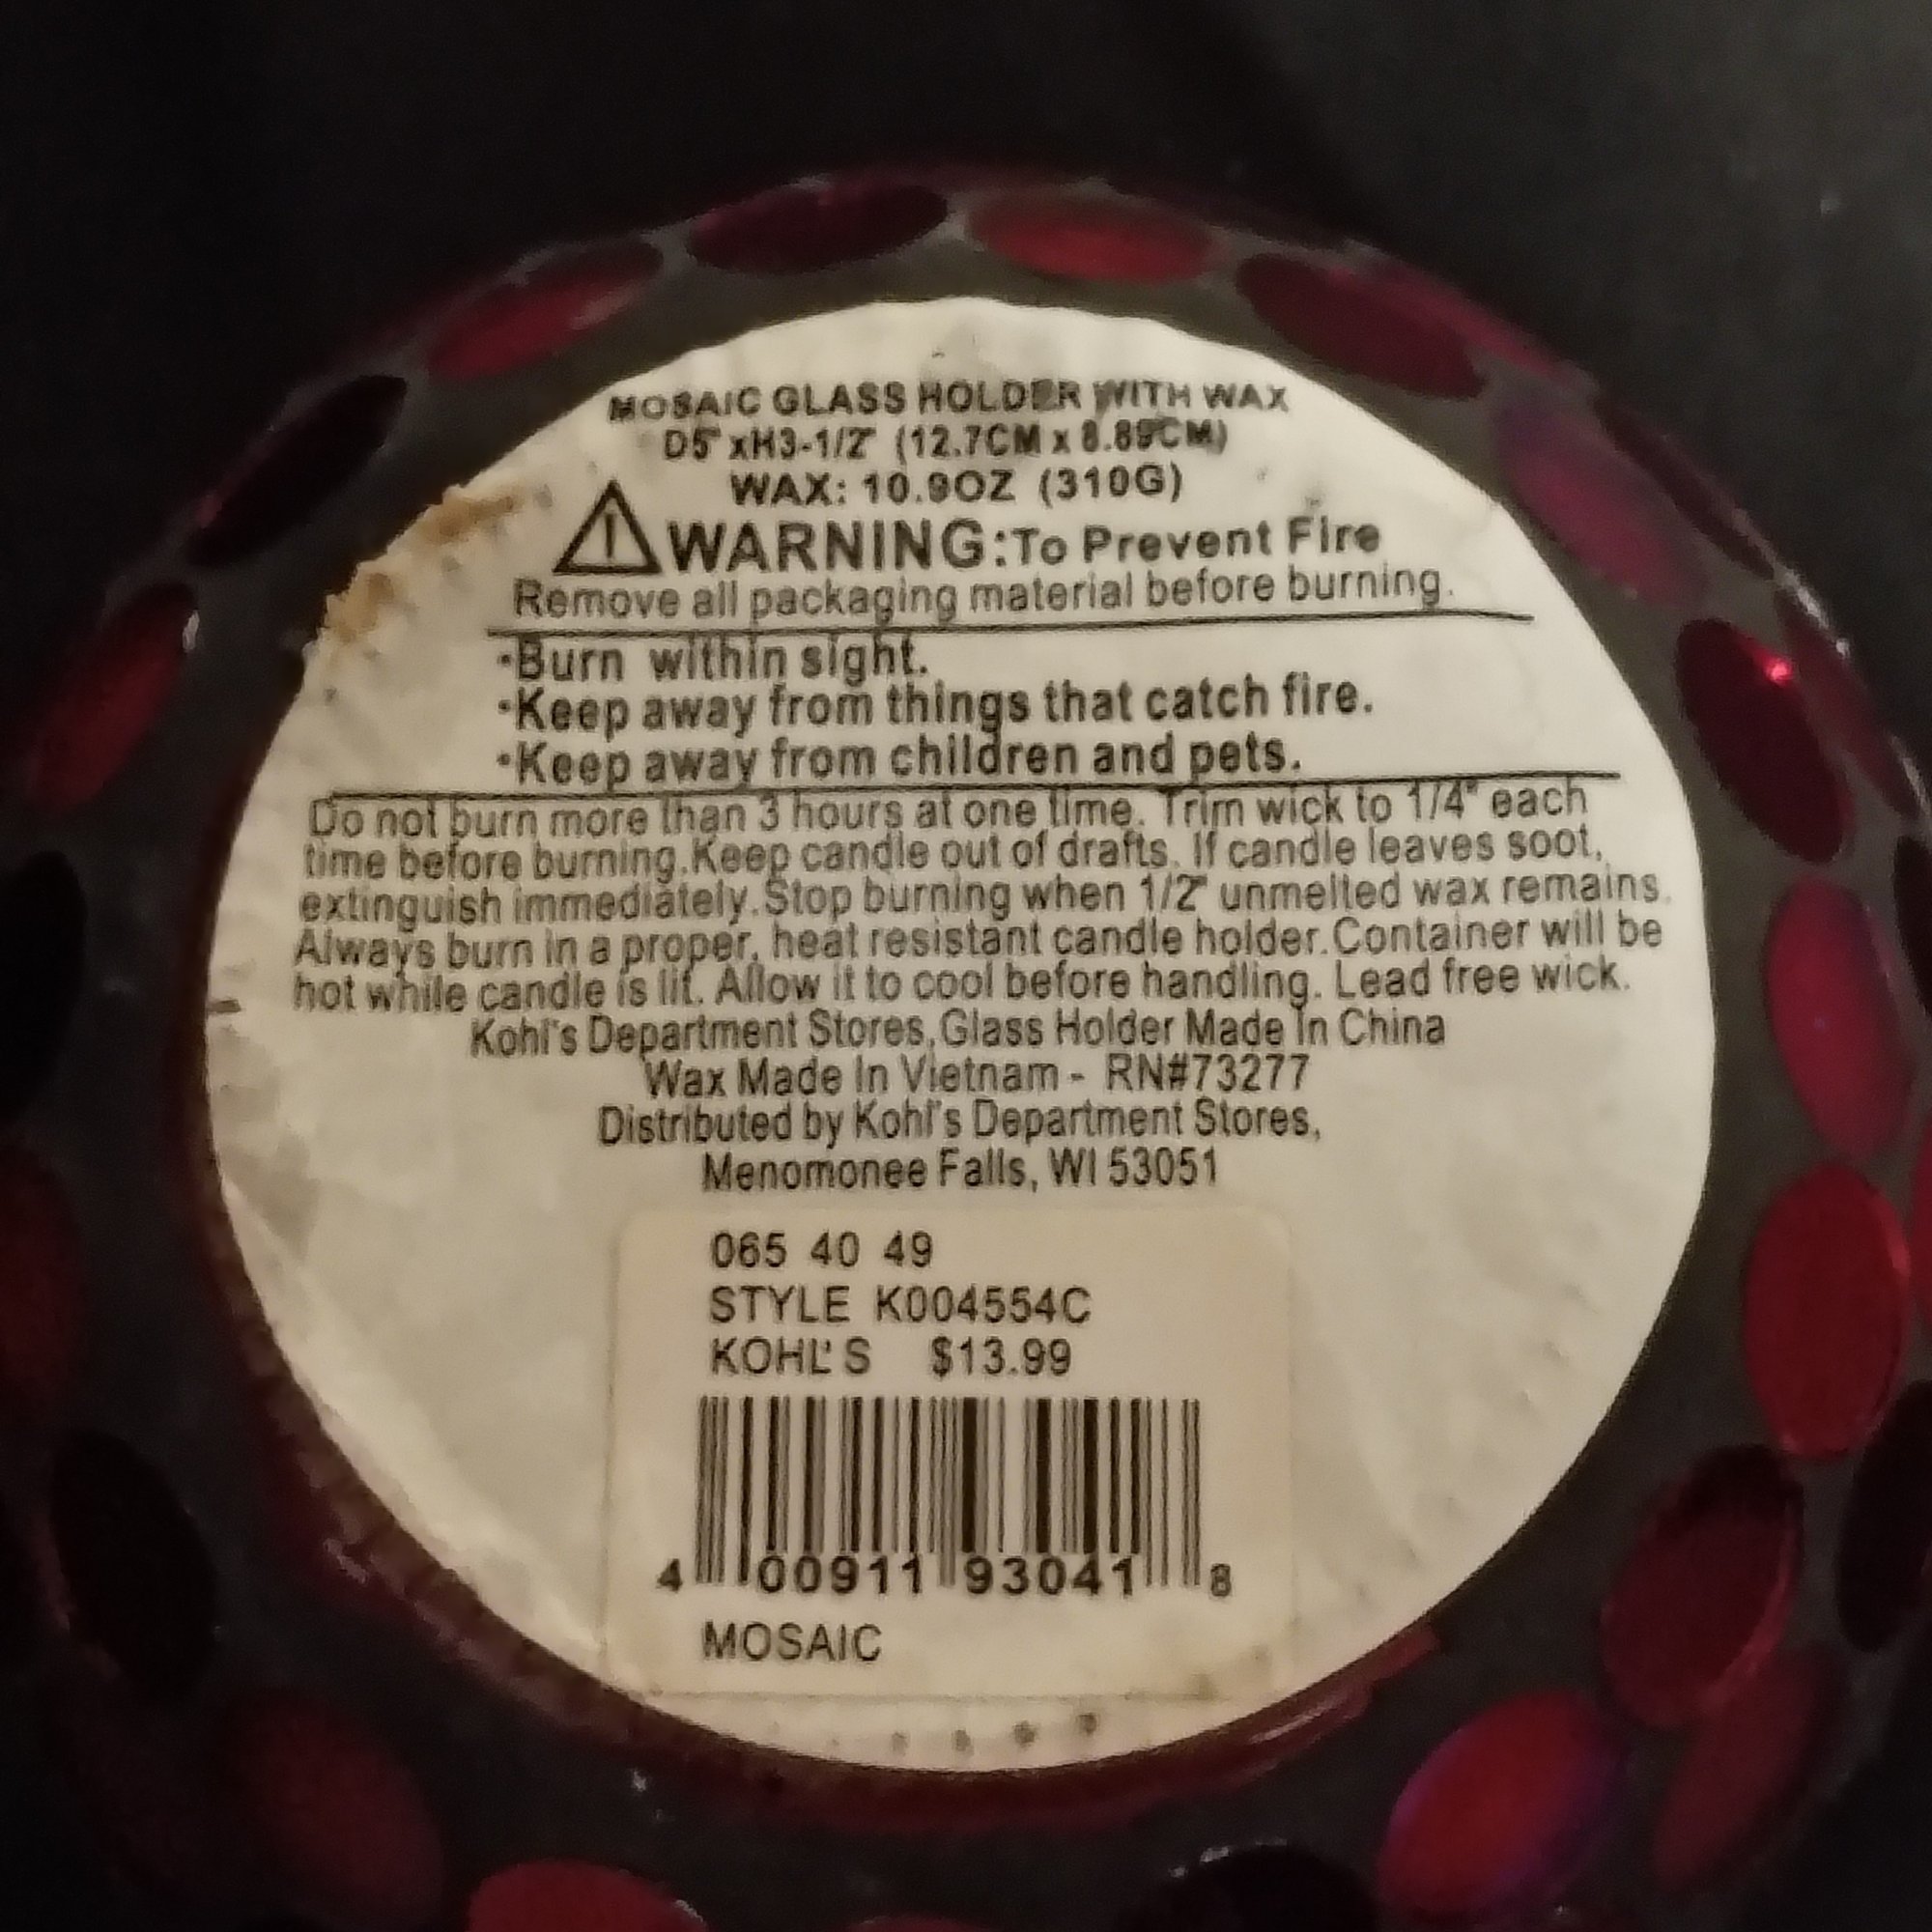 MOSAIC GLASS HOLDER WITH WAX
D5" xH3-1/2" (12.7CM x 8.89CM)
WAX: 10.9OZ (310G)
WARNING:To Prevent Fire
Remove all packaging material before burning.
•Burn within sight.
•Keep away from things that catch fire.
•Keep away from children and pets.
Do not burn more than 3 hours at one time. Trim wick to 1/4" each
time before burning.Keep candle out of drafts. If candle leaves soot,
extinguish immediately.Stop burning when 1/2" unmelted wax remains.
Always burn in a proper, heat resistant candle holder.Container will be
hot while candle is lit. Allow it to cool before handling. Lead free wick.
Kohl's Department Stores,Glass Holder Made In China
Wax Made In Vietnam - RN#73277
Distributed by Kohl's Department Stores,
Menomonee Falls, WI 53051
065 40 49
STYLE K004554C
KOHL'S $13.99
4 00911 93041 8
MOSAIC